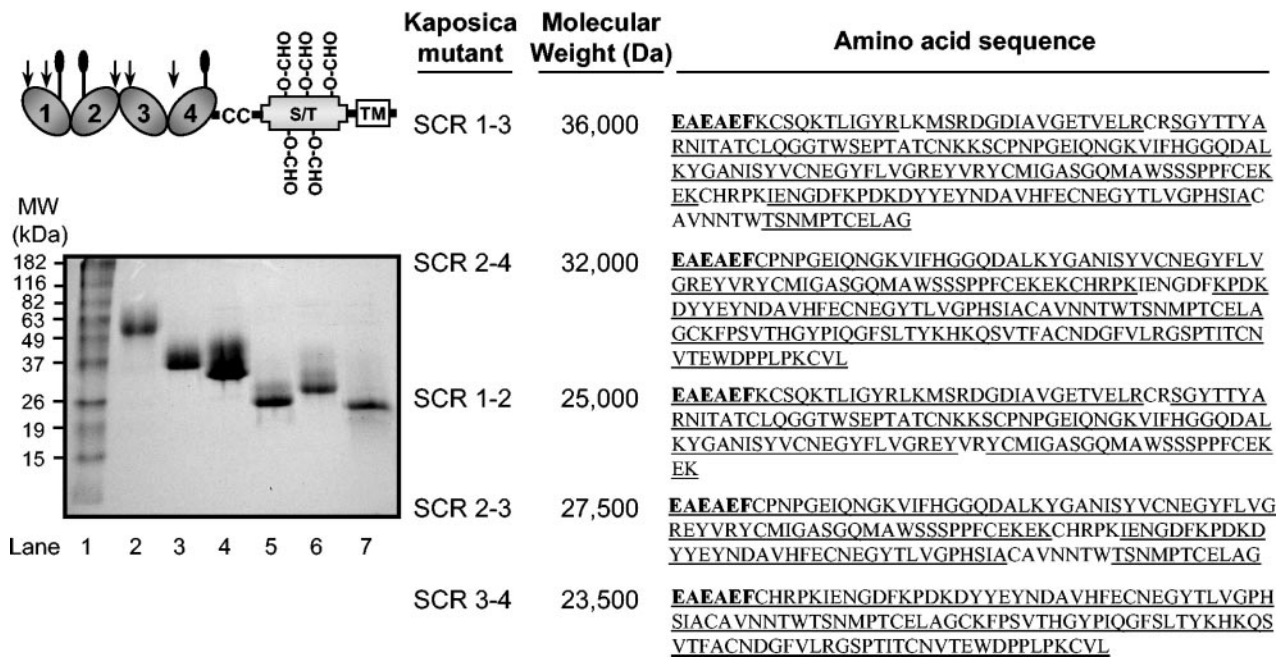 O-CHO O-CHO O-CHO
1 2 3 4 CC S/T TM
O-CHO O-CHO
MW
(kDa)
182
116
82
63
49
37
26
19
15
Lane 1 2 3 4 5 6 7
Kaposica mutant Molecular Weight (Da) Amino acid sequence
SCR 1-3 36,000 EAEAEFKCSQKTLIGYRLKMSRDGDIAVGETVELRCRSGYTTYA
RNITATCLQGGTWSEPTATCNKKSCPNPGEIQNGKVIFHGGQDAL
KYGANISYVCNEGYFLVGREYVRYCMIGASGQMAWSSSPPFCEK
EKCHRPKIENGDFKPDKDYYEYNDAVHFECNEGYTLVGPHSIAC
AVNNTWTSNMPTCELAG
SCR 2-4 32,000 EAEAEFCPNPGEIQNGKVIFHGGQDALKYGANISYVCNEGYFLV
GREYVRYCMIGASGQMAWSSSPPFCEKEKCHRPKIENGDFKPDK
DYYEYNDAVHFECNEGYTLVGPHSIACAVNNTWTSNMPTCELA
GCKFPSVTHGYPIQGFSLTYKHKQSVTFACNDGFVLRGSPTITCN
VTEWDPPLPKCVL
SCR 1-2 25,000 EAEAEFKCSQKTLIGYRLKMSRDGDIAVGETVELRCRSGYTTYA
RNITATCLQGGTWSEPTATCNKKSCPNPGEIQNGKVIFHGGQDAL
KYGANISYVCNEGYFLVGREYVRYCMIGASGQMAWSSSPPFCEK
EK
SCR 2-3 27,500 EAEAEFCPNPGEIQNGKVIFHGGQDALKYGANISYVCNEGYFLVG
REYVRYCMIGASGQMAWSSSPPFCEKEKCHRPKIENGDFKPDKD
YYEYNDAVHFECNEGYTLVGPHSIACAVNNTWTSNMPTCELAG
SCR 3-4 23,500 EAEAEFCHRPKIENGDFKPDKDYYEYNDAVHFECNEGYTLVGPH
SIACAVNNTWTSNMPTCELAGCKFPSVTHGYPIQGFSLTYKHKQS
VTFACNDGFVLRGSPTITCNVTEWDPPLPKCVL